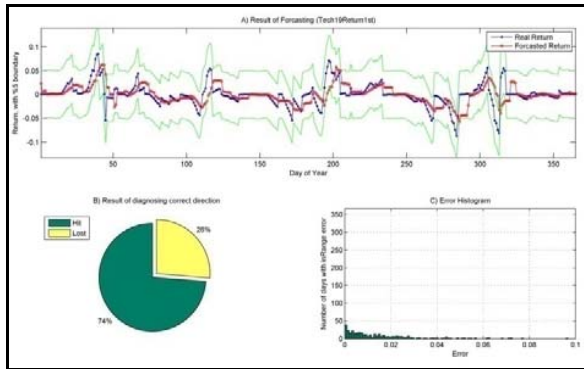 A) Result of Forcasting (Tech19Return1st)
Real Return
Forcasted Return
Return. with %5 boundary
0.1
0.05
0
-0.05
-0.1
50
100
150
200
250
300
350
Day of Year
B) Result of diagnosing correct direction
Hit
Lost
26%
74%
C) Error Histogram
Number of days with inRange error
350
300
250
200
150
100
50
0
0
0.02
0.04
0.06
0.08
0.1
Error